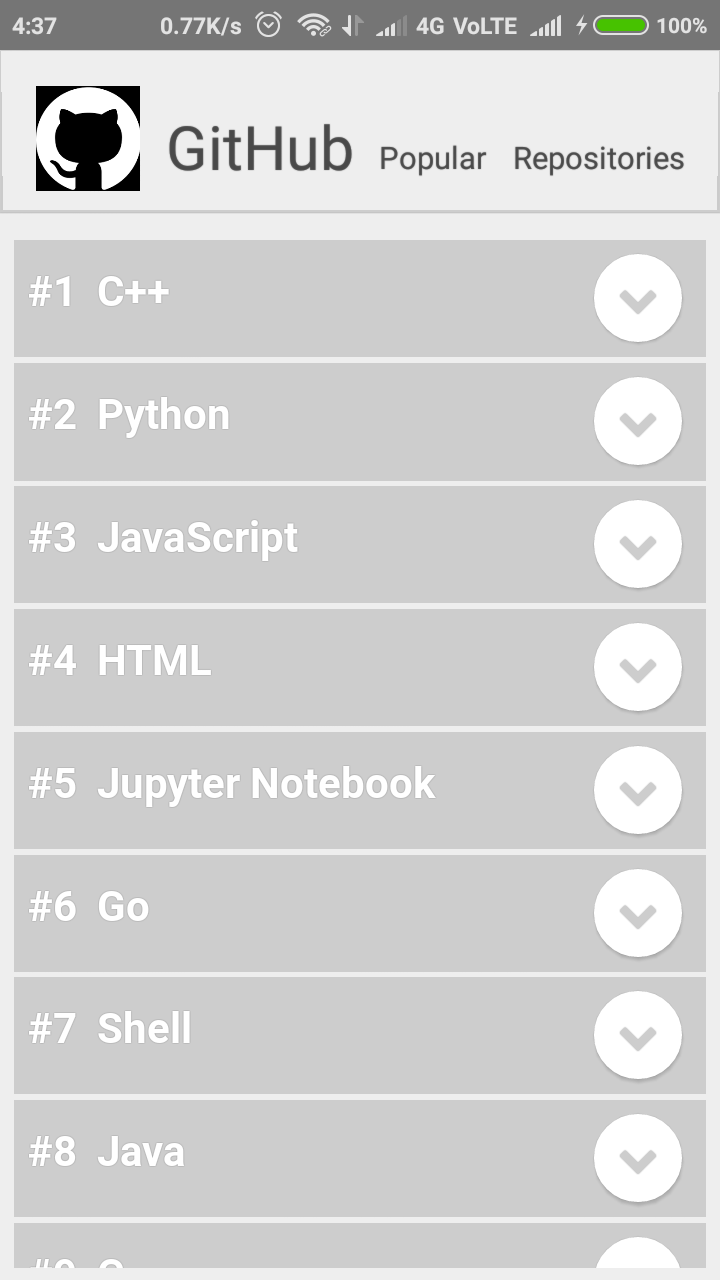 4:37 0.77K/s 4G VoLTE 100%
GitHub Popular Repositories
#1 C++
#2 Python
#3 JavaScript
#4 HTML
#5 Jupyter Notebook
#6 Go
#7 Shell
#8 Java